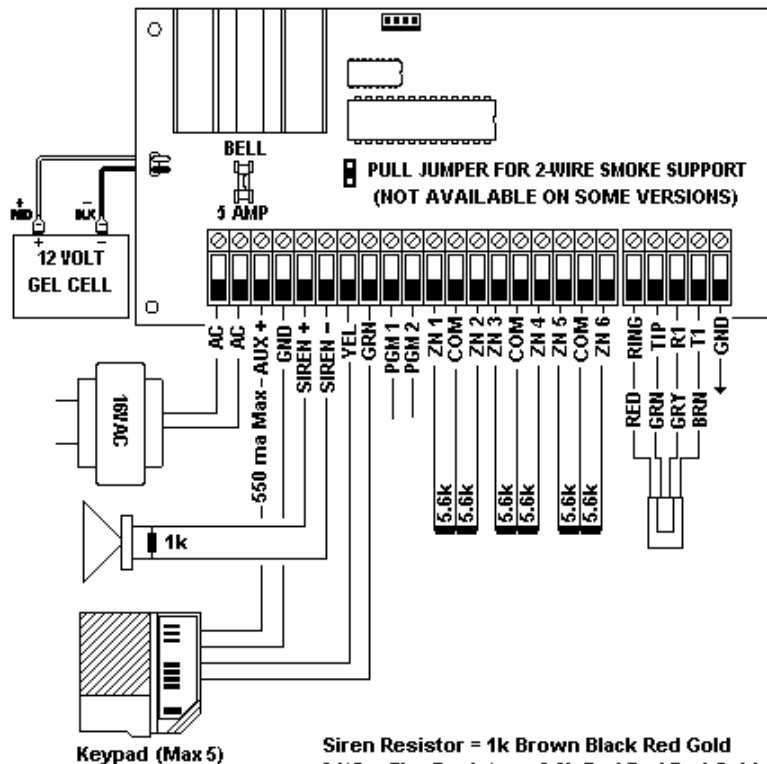 BELL
5 AMP
PULL JUMPER FOR 2-WIRE SMOKE SUPPORT
(NOT AVAILABLE ON SOME VERSIONS)
+
RED
–
BLK
+ –
12 VOLT
GEL CELL
AC
AC
550 ma Max
AUX +
GND
SIREN +
SIREN –
YEL
GRN
PGM 1
PGM 2
ZN 1
COM
ZN 2
ZN 3
COM
ZN 4
ZN 5
COM
ZN 6
RING
TIP
R1
T1
GND
RED
GRN
GRY
BRN
16VAC
1k
5.6k
5.6k
5.6k
5.6k
5.6k
5.6k
Keypad (Max 5)
Siren Resistor = 1k Brown Black Red Gold